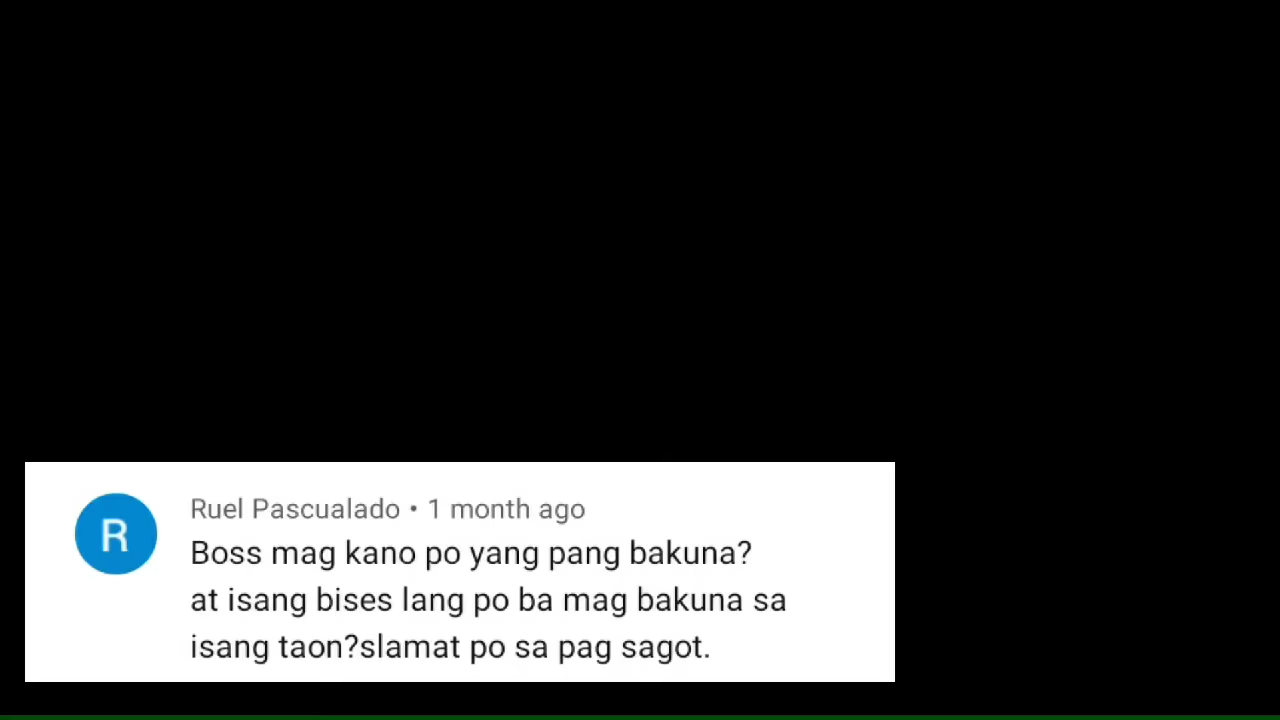 R
Ruel Pascualado • 1 month ago
Boss mag kano po yang pang bakuna?
at isang bises lang po ba mag bakuna sa
isang taon?slamat po sa pag sagot.